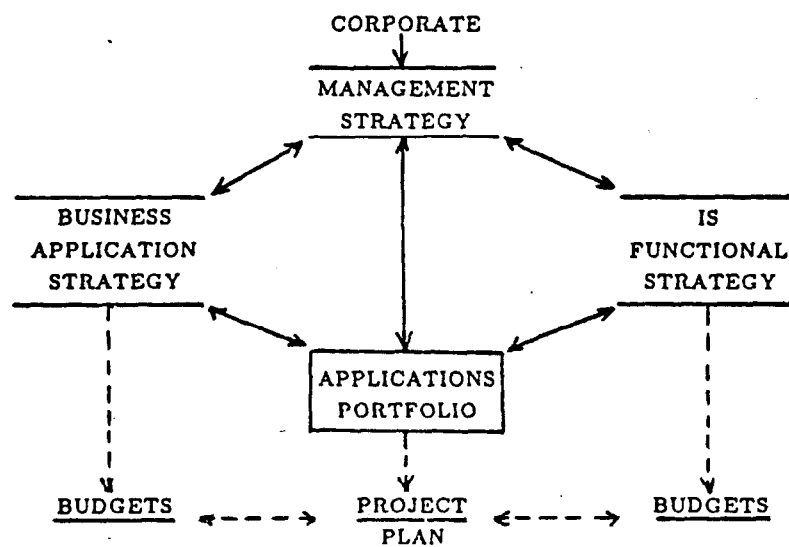 CORPORATE
MANAGEMENT
STRATEGY
BUSINESS
APPLICATION
STRATEGY
IS
FUNCTIONAL
STRATEGY
APPLICATIONS
PORTFOLIO
BUDGETS
PROJECT
PLAN
BUDGETS